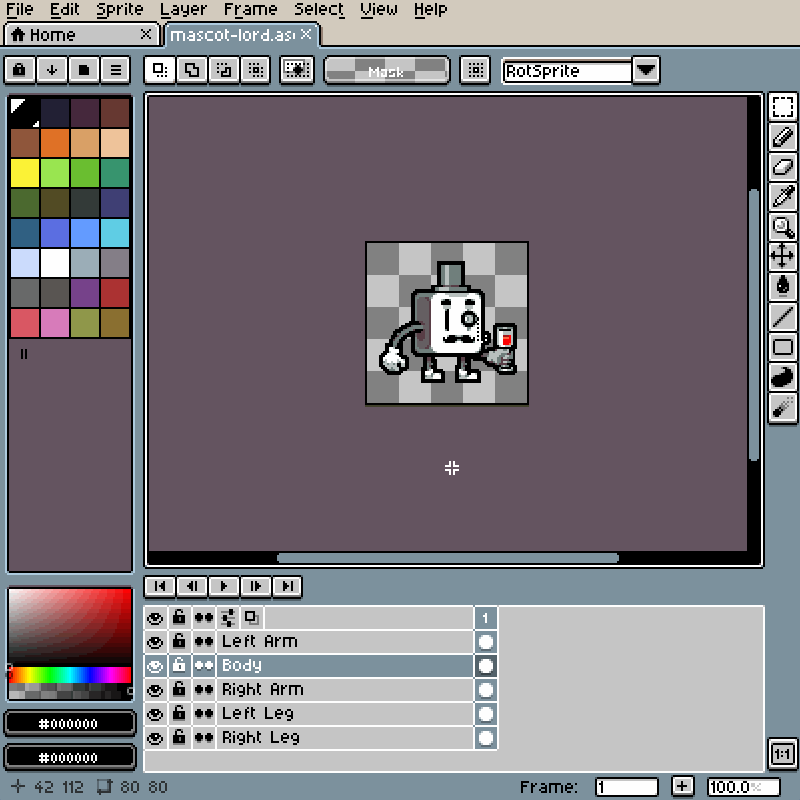 File Edit Sprite Layer Frame Select View Help
Home
mascot-lord.as
Mask
RotSprite
1
Left Arm
Body
Right Arm
Left Leg
Right Leg
#000000
#000000
1:1
42 112 80 80
Frame: 1
100.0%